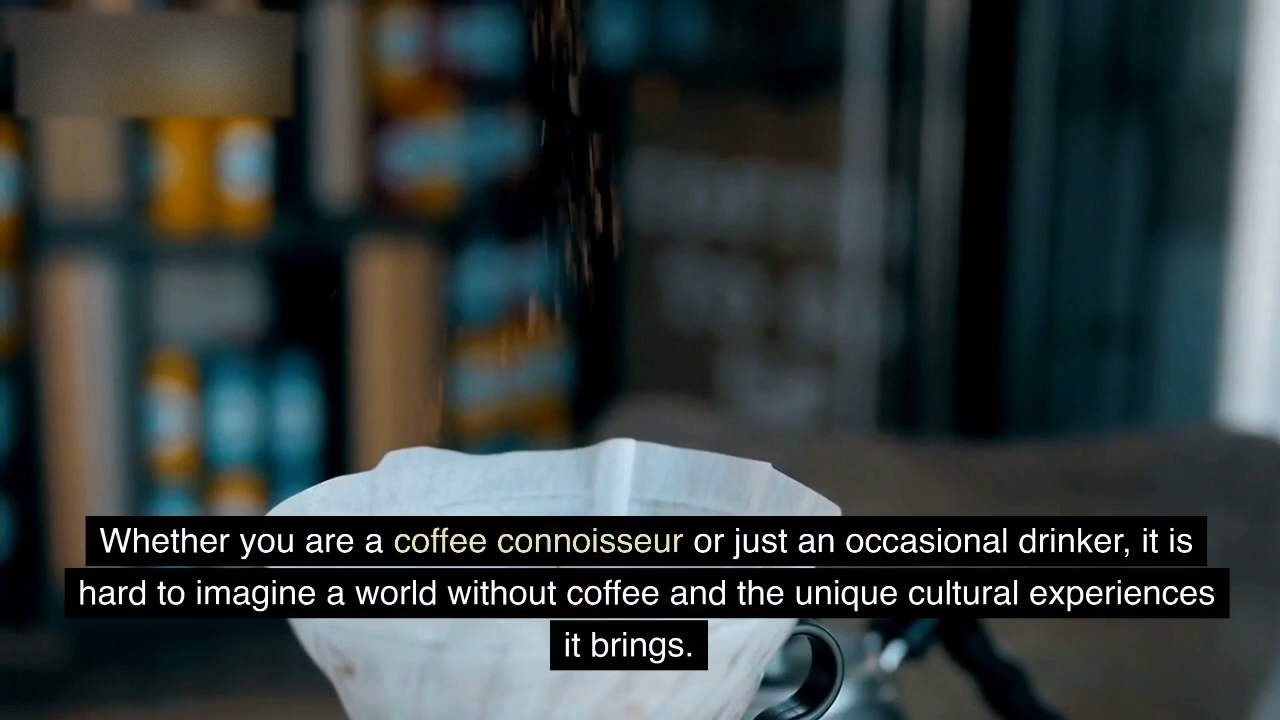 Whether you are a coffee connoisseur or just an occasional drinker, it is
hard to imagine a world without coffee and the unique cultural experiences
it brings.